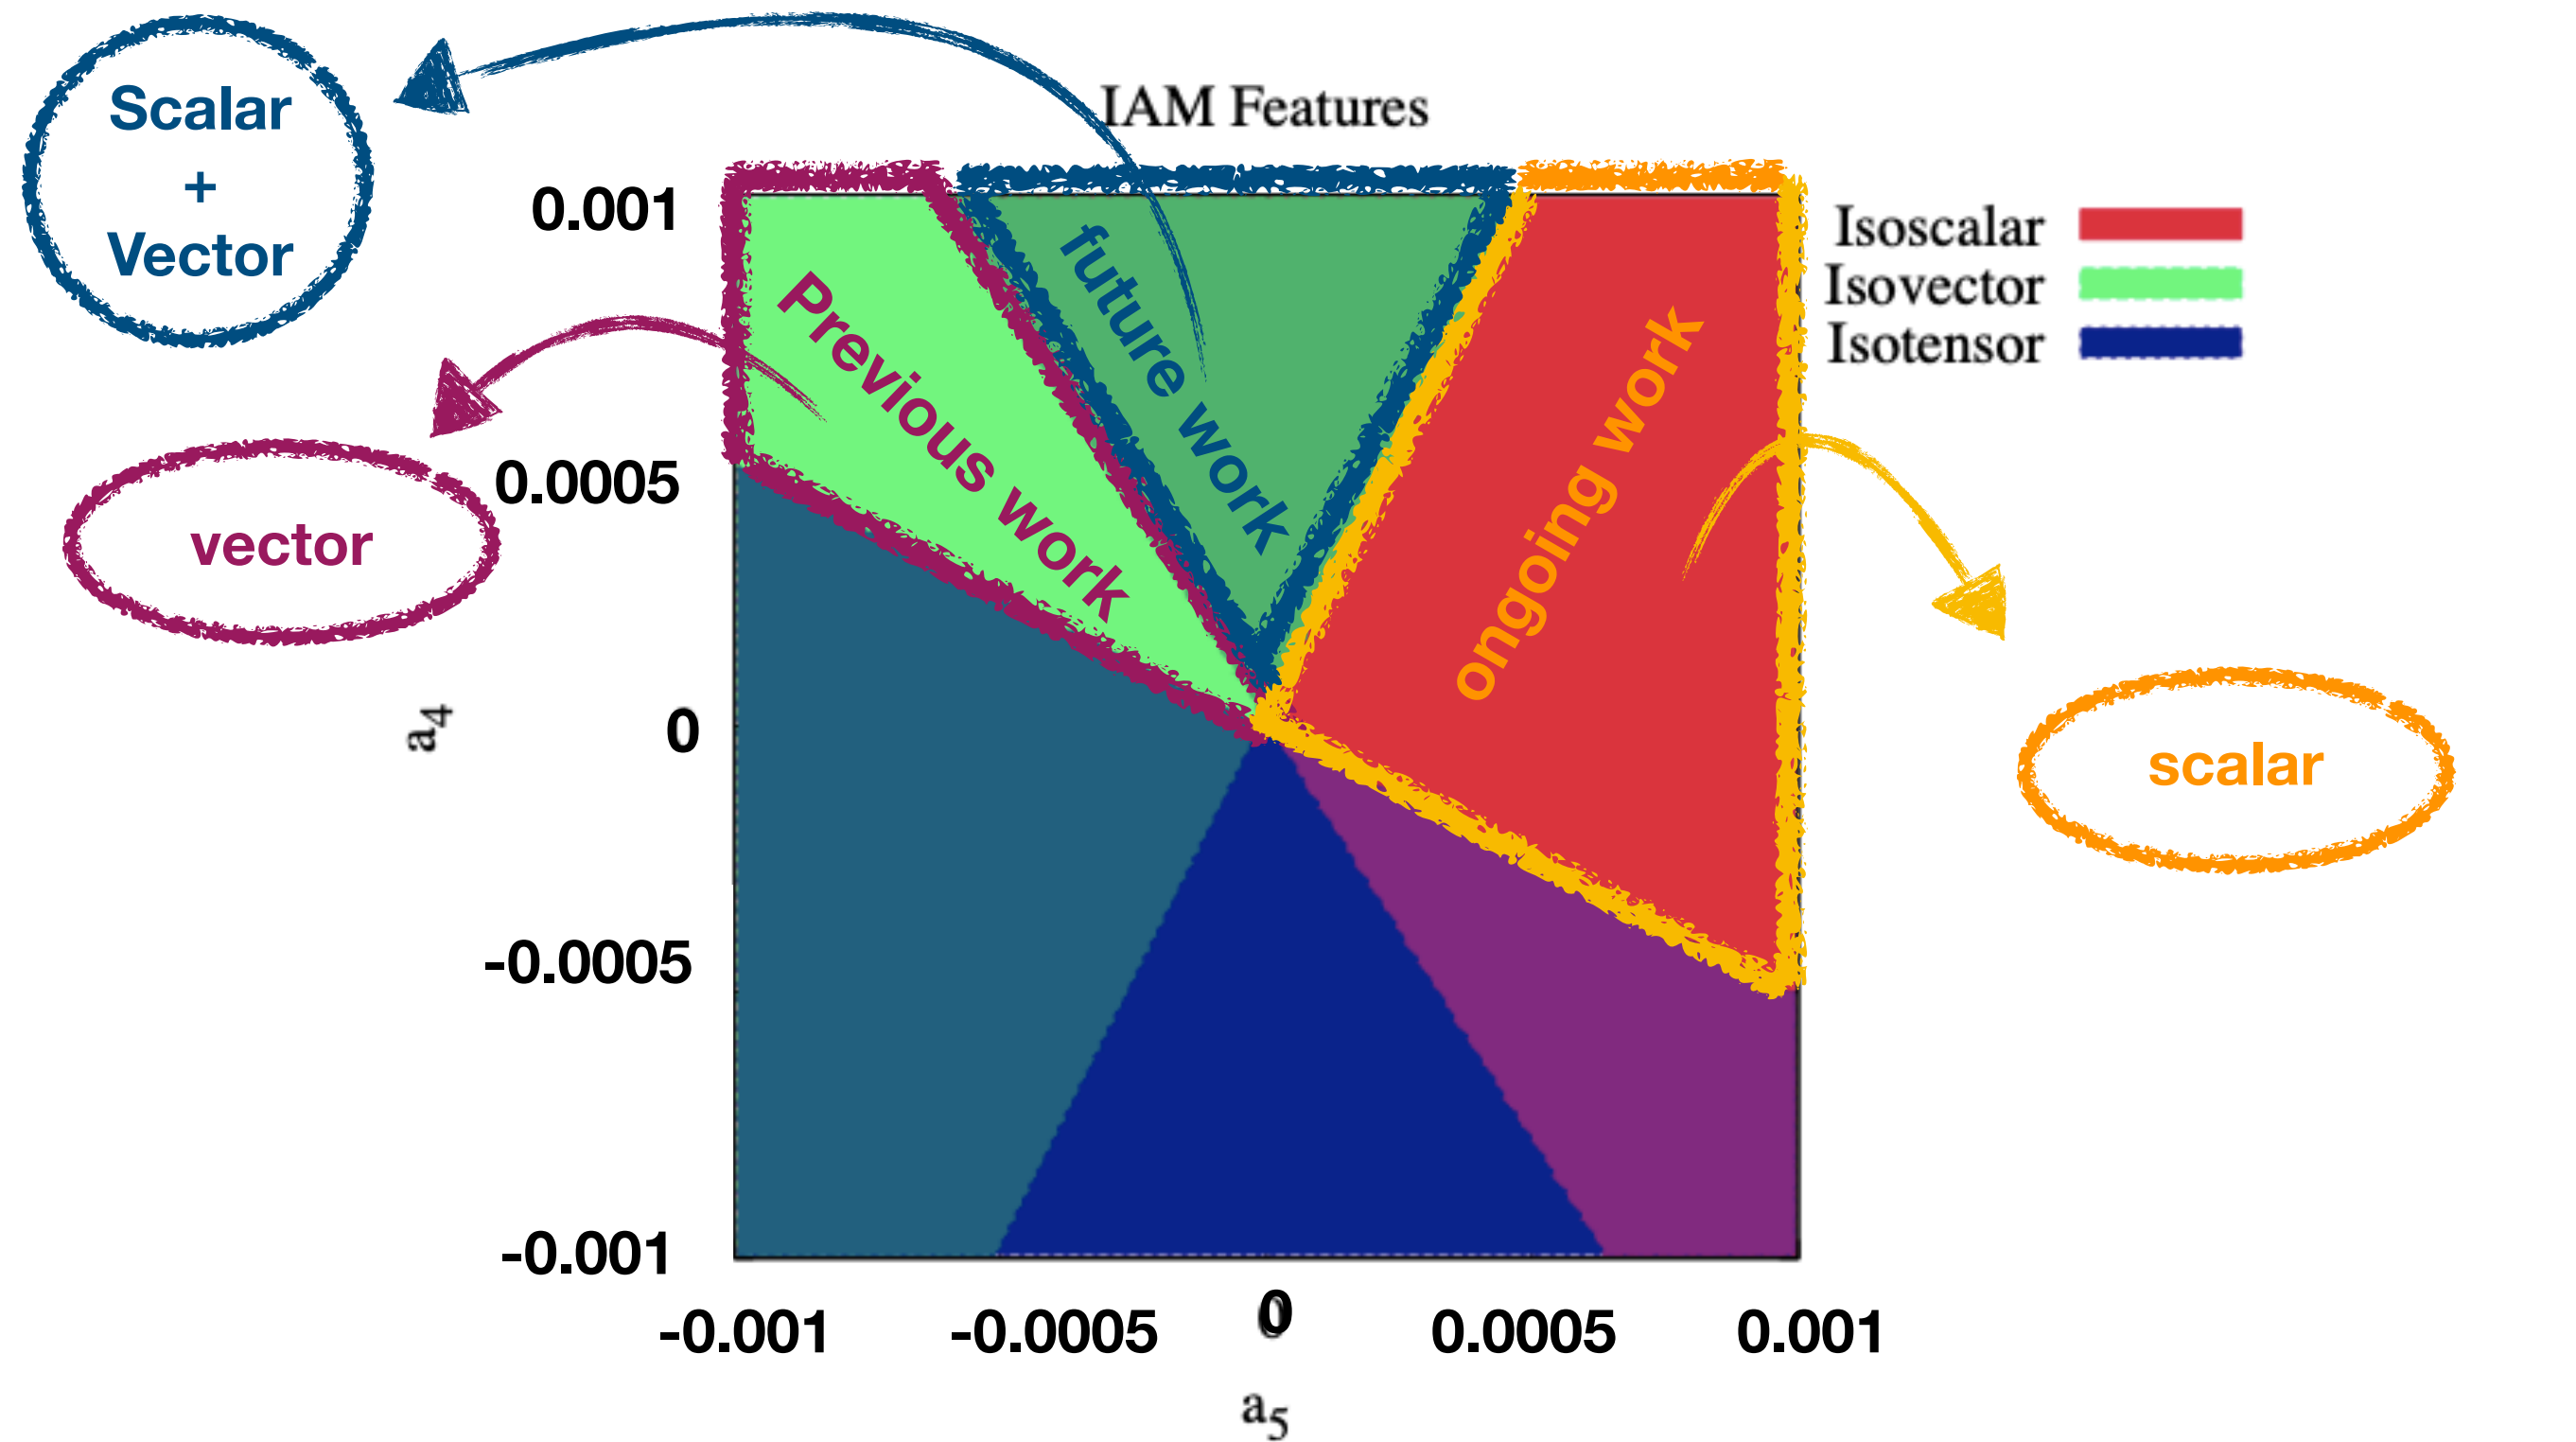 Scalar
+
Vector
IAM Features
0.001
Isoscalar
Isovector
Isotensor
future work
Previous work
ongoing work
0.0005
vector
a4
0
scalar
-0.0005
-0.001
-0.001
-0.0005
0
0.0005
0.001
a5